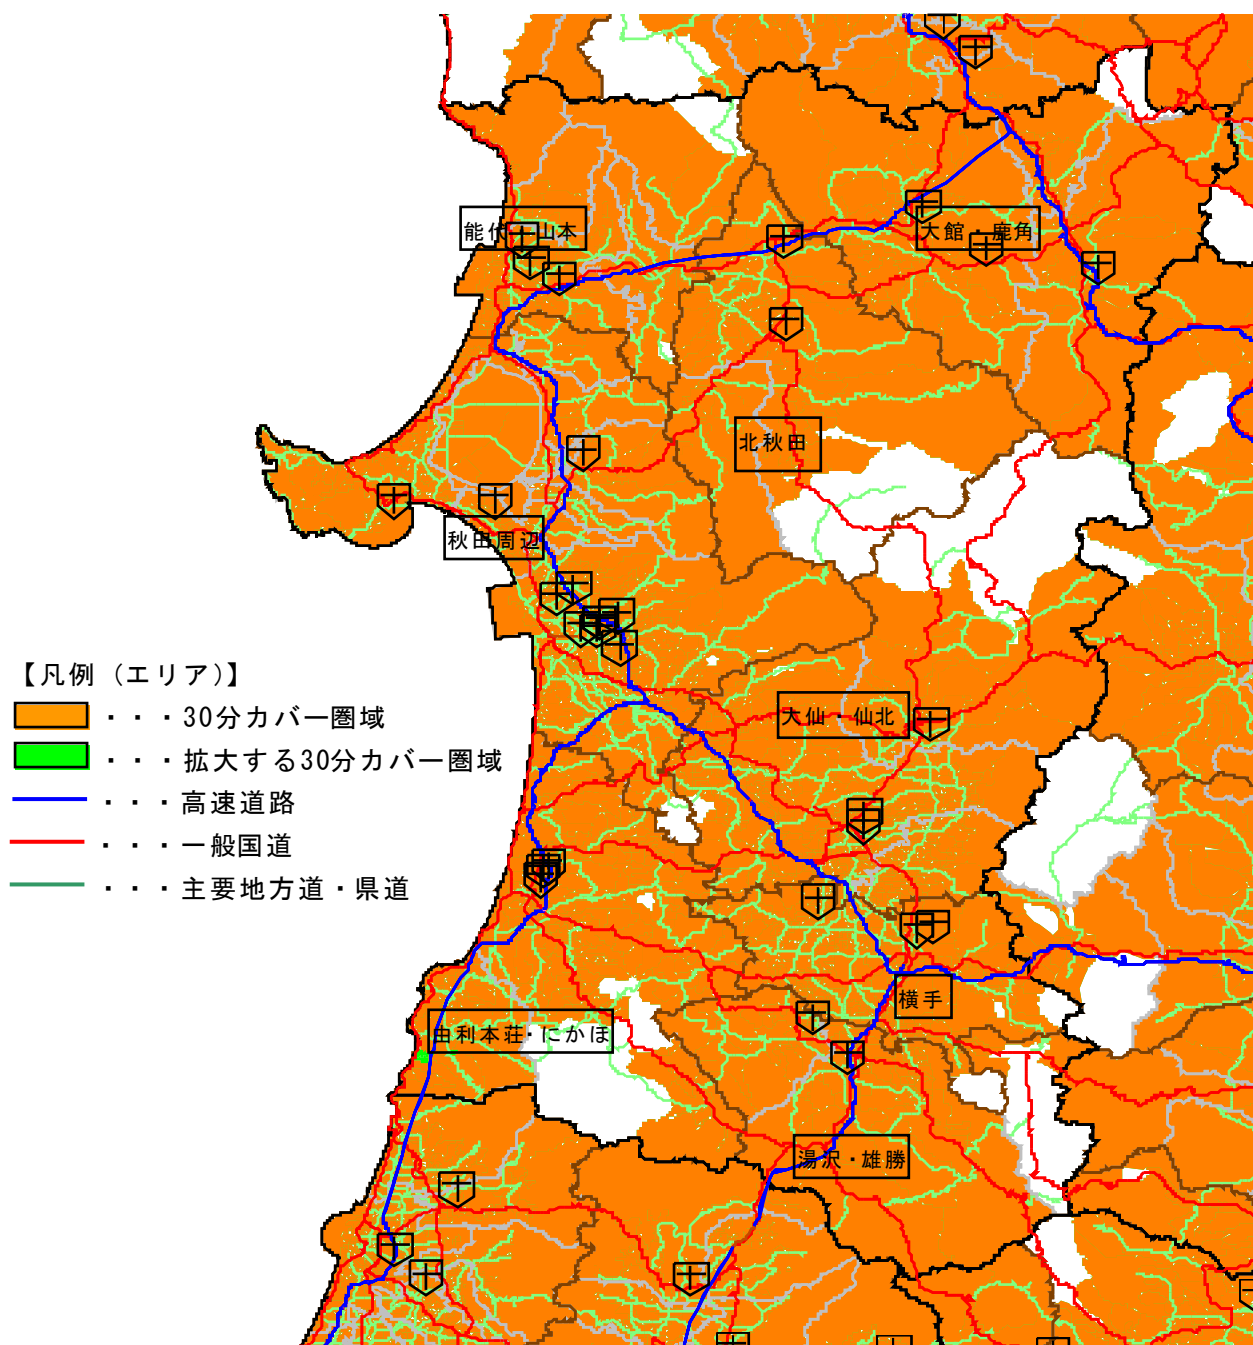 能代・山本
大館・鹿角
北秋田
秋田周辺
【凡例（エリア）】
・・・30分カバー圏域
・・・拡大する30分カバー圏域
・・・高速道路
・・・一般国道
・・・主要地方道・県道
大仙・仙北
横手
由利本荘・にかほ
湯沢・雄勝